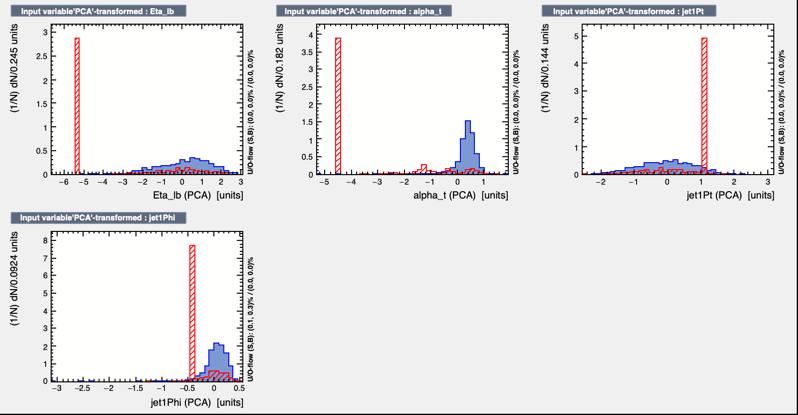 Input variable'PCA'-transformed : Eta_lb
(1/N) dN/0.245 units
3
2.5
2
1.5
1
0.5
0
−6 −5 −4 −3 −2 −1 0 1 2 3
Eta_lb (PCA) [units]
U/O-flow (S,B): (0.0, 0.0)% / (0.0, 0.0)%
Input variable'PCA'-transformed : alpha_t
(1/N) dN/0.182 units
4
3.5
3
2.5
2
1.5
1
0.5
0
−5 −4 −3 −2 −1 0 1
alpha_t (PCA) [units]
U/O-flow (S,B): (0.0, 0.0)% / (0.0, 0.0)%
Input variable'PCA'-transformed : jet1Pt
(1/N) dN/0.144 units
5
4
3
2
1
0
−2 −1 0 1 2 3
jet1Pt (PCA) [units]
U/O-flow (S,B): (0.0, 0.0)% / (0.0, 0.0)%
Input variable'PCA'-transformed : jet1Phi
(1/N) dN/0.0924 units
8
7
6
5
4
3
2
1
0
−3 −2.5 −2 −1.5 −1 −0.5 0 0.5
jet1Phi (PCA) [units]
U/O-flow (S,B): (0.1, 0.3)% / (0.0, 0.0)%